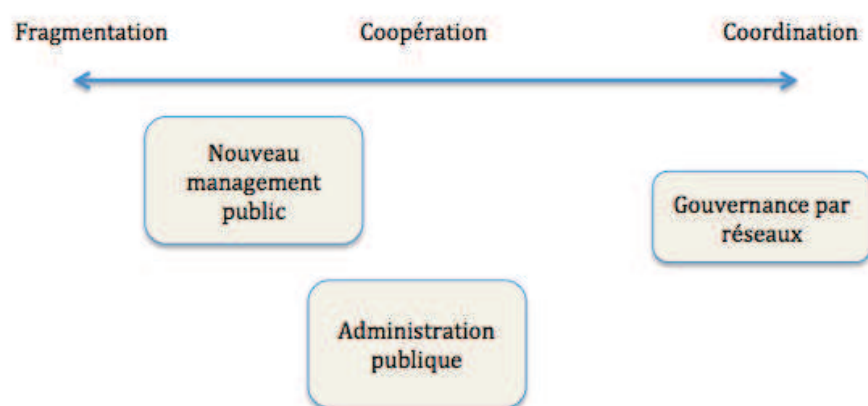 Fragmentation Coopération Coordination
Nouveau
management
public
Gouvernance par
réseaux
Administration
publique